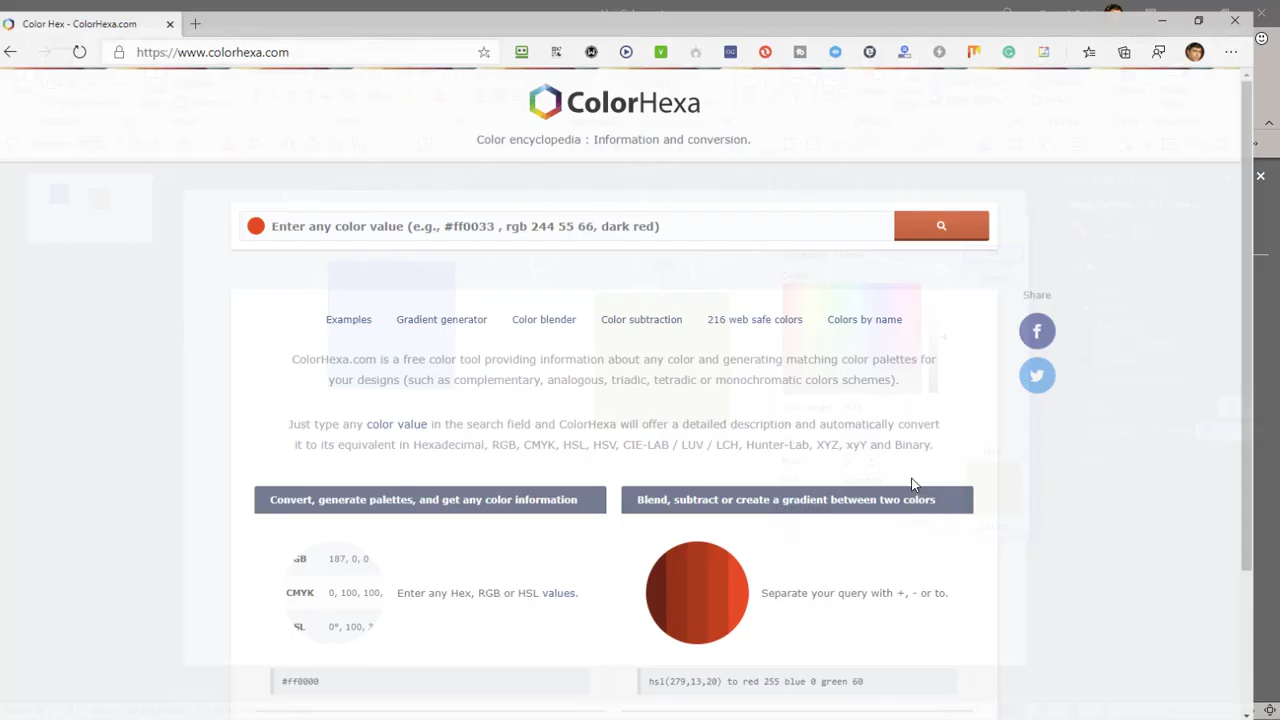 Color Hex - ColorHexa.com
https://www.colorhexa.com
ColorHexa
Color encyclopedia : Information and conversion.
Enter any color value (e.g., #ff0033 , rgb 244 55 66, dark red)
Share
Examples Gradient generator Color blender Color subtraction 216 web safe colors Colors by name
ColorHexa.com is a free color tool providing information about any color and generating matching color palettes for
your designs (such as complementary, analogous, triadic, tetradic or monochromatic colors schemes).
Just type any color value in the search field and ColorHexa will offer a detailed description and automatically convert
it to its equivalent in Hexadecimal, RGB, CMYK, HSL, HSV, CIE-LAB / LUV / LCH, Hunter-Lab, XYZ, xyY and Binary.
Convert, generate palettes, and get any color information
Blend, subtract or create a gradient between two colors
GB 187, 0, 0
CMYK 0, 100, 100,
SL 0°, 100, 3
Enter any Hex, RGB or HSL values.
Separate your query with +, - or to.
#ff0000
hsl(279,13,20) to red 255 blue 0 green 60